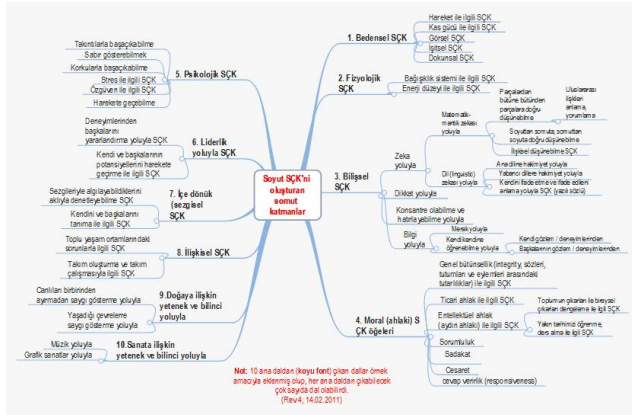 Soyut SÇK'ni
oluşturan
somut
katmanlar
1. Bedensel SÇK
Hareket ile ilgili SÇK
Kas gücü ile ilgili SÇK
Görsel SÇK
İşitsel SÇK
Dokunsal SÇK
2. Fizyolojik
SÇK
Bağışıklık sistemi ile ilgili SÇK
Enerji düzeyi ile ilgili SÇK
3. Bilişsel
SÇK
Zeka
yoluyla
Matematik-
mantık zekası
yoluyla
Parçalardan
bütüne bütünden
parçalara doğru
düşünebilme
Uluslararası
ilişkileri
anlama,
yorumlama
Soyuttan somuta, somuttan
soyuta doğru düşünebilme
İlişkisel düşünebilme SÇK
Dil (linguistic)
zekası yoluyla
Ana diline hakimiyet yoluyla
Yabancı dillere hakimiyet yoluyla
Kendini ifade etme ve ifade edileni
anlama yoluyla SÇK (yazılı sözlü)
Dikkat yoluyla
Konsantre olabilme ve
hatırlayabilme yoluyla
Bilgi
yoluyla
Merak yoluyla
Kendi kendine
öğrenebilme yoluyla
Kendi gözlem / deneyimlerinden
Başkalarının gözlem / deneyimlerinden
4. Moral (ahlaki) S
ÇK öğeleri
Genel bütünsellik (integrity, sözleri,
tutumları ve eylemleri arasındaki
tutarlılıklar) ile ilgili SÇK
Ticari ahlak ile ilgili SÇK
Entellektüel ahlak
(aydın ahlakı) ile ilgili SÇK
Toplumun çıkarları ile bireysel
çıkarları dengeleme ile ilgili SÇK
Yakın tarihimizi öğrenme,
ders alma ile ilgili SÇK
Sorumluluk
Sadakat
Cesaret
cevap verirlik (responsiveness)
5. Psikolojik SÇK
Takıntılarla başaçıkabilme
Sabır gösterebilmek
Korkularla başaçıkabilme
Stres ile ilgili SÇK
Özgüven ile ilgili SÇK
Harekete geçebilme
6. Liderlik
yoluyla SÇK
Deneyimlerinden
başkalarını
yararlandırma yoluyla SÇK
Kendi ve başkalarının
potansiyellerini harekete
geçirme ile ilgili SÇK
7. İçe dönük
(sezgisel
SÇK
Sezgileriyle algılayabildiklerini
aklıyla denetleyebilme SÇK
Kendini ve başkalarını
tanıma ile ilgili SÇK
8. İlişkisel SÇK
Toplu yaşam ortamlarındaki
sorunlarla ilgili SÇK
Takım oluşturma ve takım
çalışmasıyla ilgili SÇK
9.Doğaya ilişkin
yetenek ve bilinci
yoluyla
Canlıları birbirinden
ayırmadan saygı gösterme yoluyla
Yaşadığı çevrelere
saygı gösterme yoluyla
10.Sanata ilişkin
yetenek ve bilinci yoluyla
Müzik yoluyla
Grafik sanatlar yoluyla
Not: 10 ana daldan (koyu font) çıkan dallar örnek
amacıyla eklenmiş olup, her ana daldan çıkabilecek
çok sayıda dal olabilirdi.
(Rev4, 14.02.2011)